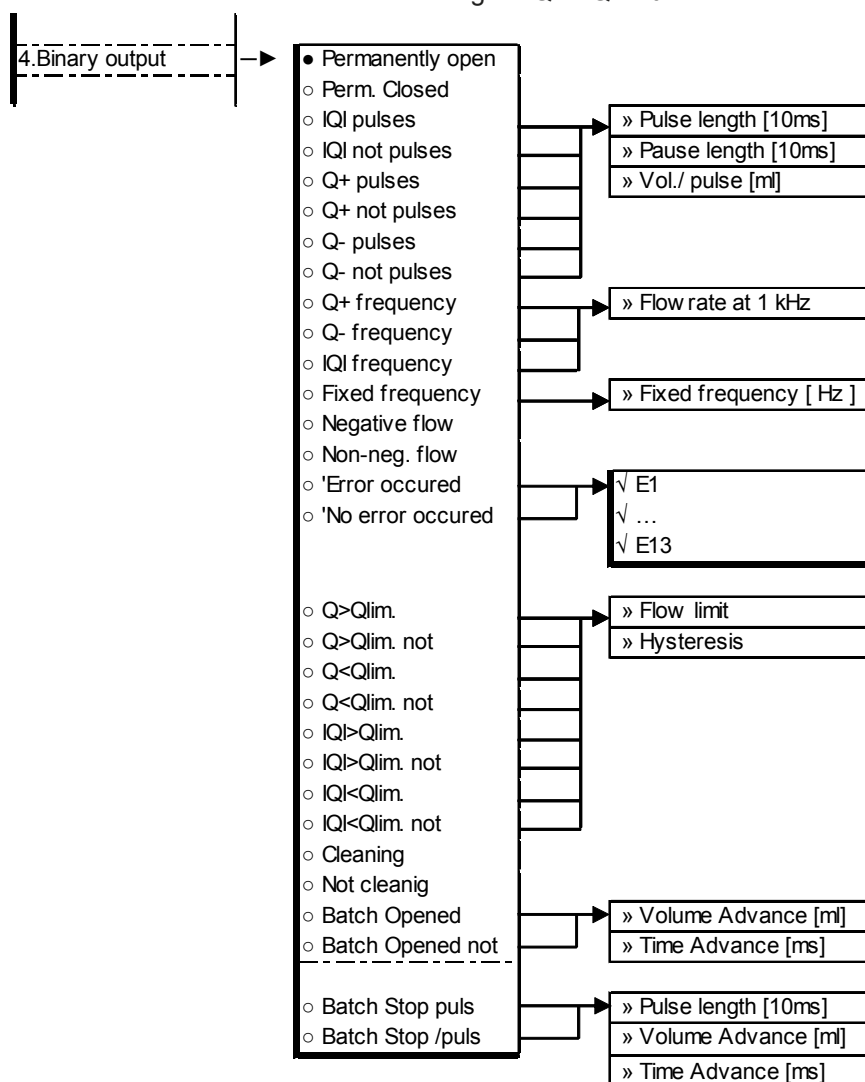 4.Binary output
● Permanently open
○ Perm. Closed
○ IQI pulses
○ IQI not pulses
○ Q+ pulses
○ Q+ not pulses
○ Q- pulses
○ Q- not pulses
○ Q+ frequency
○ Q- frequency
○ IQI frequency
○ Fixed frequency
○ Negative flow
○ Non-neg. flow
○ 'Error occured
○ 'No error occured
○ Q>Qlim.
○ Q>Qlim. not
○ Q<Qlim.
○ Q<Qlim. not
○ IQI>Qlim.
○ IQI>Qlim. not
○ IQI<Qlim.
○ IQI<Qlim. not
○ Cleaning
○ Not cleanig
○ Batch Opened
○ Batch Opened not
○ Batch Stop puls
○ Batch Stop /puls
» Pulse length [10ms]
» Pause length [10ms]
» Vol./ pulse [ml]
» Flow rate at 1 kHz
» Fixed frequency [ Hz ]
√ E1
√ ...
√ E13
» Flow limit
» Hysteresis
» Volume Advance [ml]
» Time Advance [ms]
» Pulse length [10ms]
» Volume Advance [ml]
» Time Advance [ms]